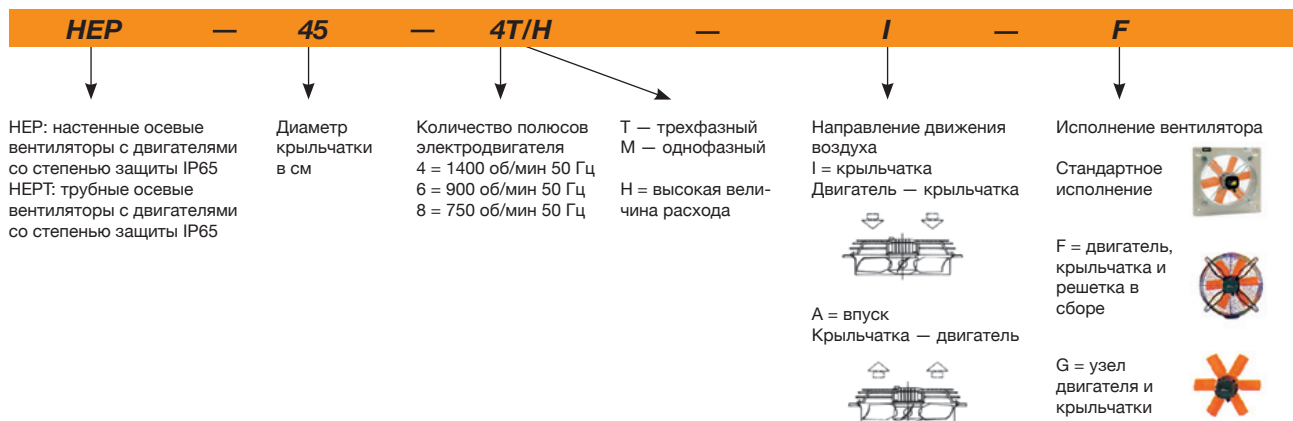 HEP — 45 — 4T/H — I — F
HEP: настенные осевые
вентиляторы с двигателями
со степенью защиты IP65
HEPT: трубные осевые
вентиляторы с двигателями
со степенью защиты IP65
Диаметр
крыльчатки
в см
Количество полюсов
электродвигателя
4 = 1400 об/мин 50 Гц
6 = 900 об/мин 50 Гц
8 = 750 об/мин 50 Гц
T — трехфазный
M — однофазный
H = высокая вели-
чина расхода
Направление движения
воздуха
I = крыльчатка
Двигатель — крыльчатка
A = впуск
Крыльчатка — двигатель
Исполнение вентилятора
Стандартное
исполнение
F = двигатель,
крыльчатка и
решетка в
сборе
G = узел
двигателя и
крыльчатки